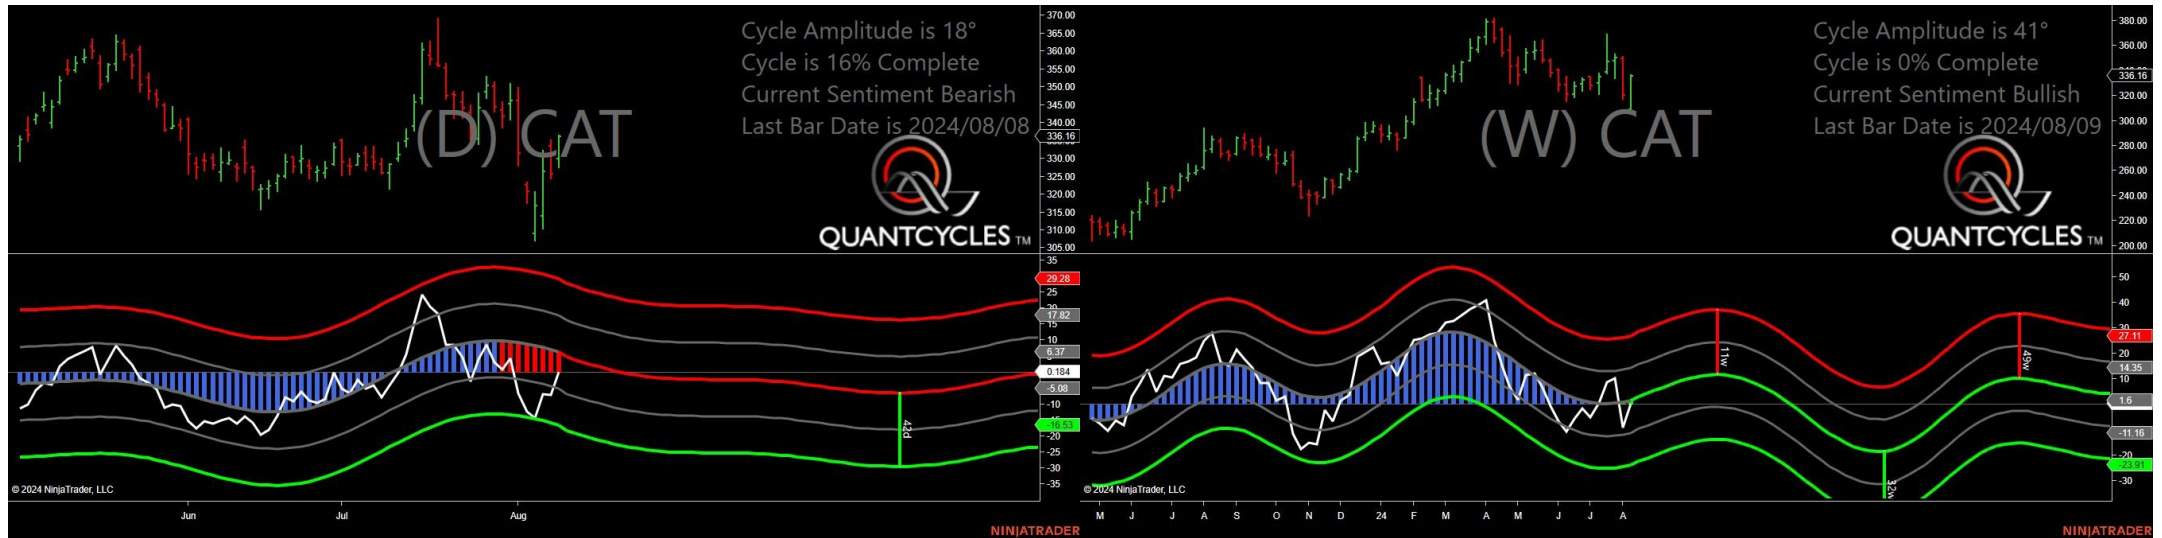 Cycle Amplitude is 18°
Cycle is 16% Complete
Current Sentiment Bearish
Last Bar Date is 2024/08/08
(D) CAT
QUANTCYCLES TM
370.00
365.00
360.00
355.00
350.00
345.00
340.00
336.16
330.00
325.00
320.00
315.00
310.00
305.00
35
29.28
25
20
17.82
15
10
6.37
0.184
-5.08
-10
-16.53
-20
-25
-30
-35
42d
© 2024 NinjaTrader, LLC
Jun Jul Aug
NINJATRADER
Cycle Amplitude is 41°
Cycle is 0% Complete
Current Sentiment Bullish
Last Bar Date is 2024/08/09
(W) CAT
QUANTCYCLES TM
380.00
360.00
336.16
320.00
300.00
280.00
260.00
240.00
220.00
200.00
50
40
30
27.11
20
14.35
10
1.6
-11.16
-20
-23.91
-30
11w
49w
32w
© 2024 NinjaTrader, LLC
M J J A S O N D 24 F M A M J J A
NINJATRADER